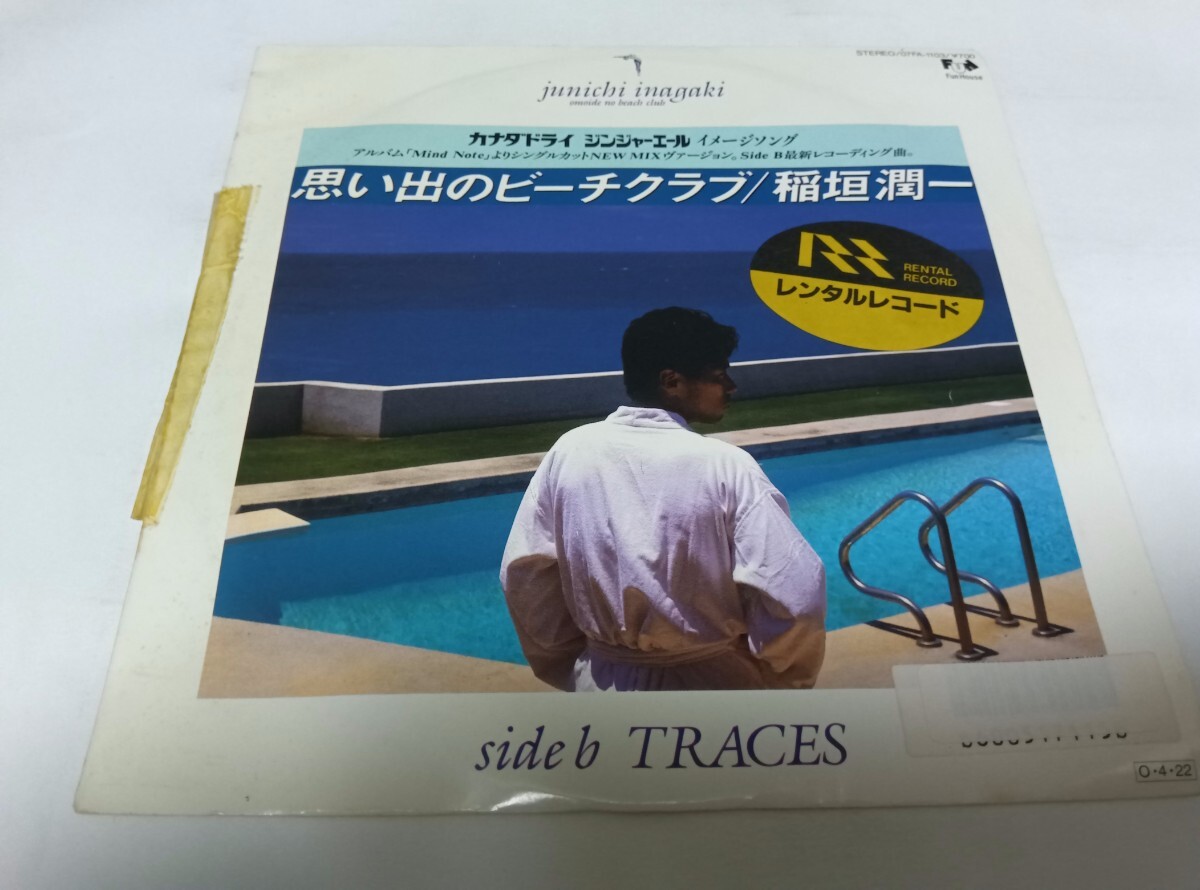 STEREO/07FA-1103/¥700
FUN
FunHouse
junichi inagaki
omoide no beach club
カナダドライ ジンジャーエール イメージソング
アルバム「Mind Note」よりシングルカットNEW MIXヴァージョン。Side B最新レコーディング曲。
思い出のビーチクラブ/稲垣潤一
RENTAL
RECORD
レンタルレコード
side b TRACES
O・4・22